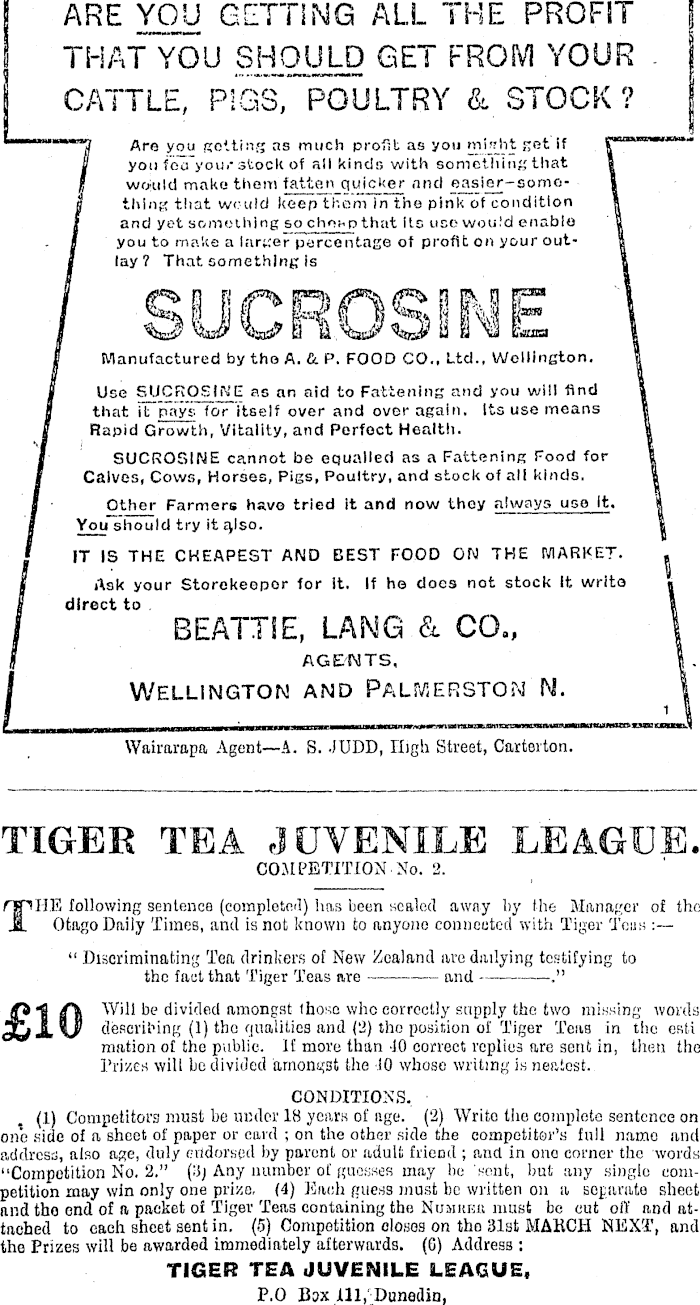 ARE YOU GETTING ALL THE PROFIT
THAT YOU SHOULD GET FROM YOUR
CATTLE, PIGS, POULTRY & STOCK?
Are you getting as much profit as you might get if
you fed your stock of all kinds with something that
would make them fatten quicker and easier—some-
thing that would keep them in the pink of condition
and yet something so cheap that its use would enable
you to make a larger percentage of profit on your out-
lay? That something is
SUCROSINE
Manufactured by the A. & P. FOOD CO., Ltd., Wellington.
Use SUCROSINE as an aid to Fattening and you will find
that it pays for itself over and over again. Its use means
Rapid Growth, Vitality, and Perfect Health.
SUCROSINE cannot be equalled as a Fattening Food for
Calves, Cows, Horses, Pigs, Poultry, and stock of all kinds.
Other Farmers have tried it and now they always use it.
You should try it also.
IT IS THE CHEAPEST AND BEST FOOD ON THE MARKET.
Ask your Storekeeper for it. If he does not stock it write
direct to
BEATTIE, LANG & CO.,
AGENTS,
WELLINGTON AND PALMERSTON N.
1
Wairarapa Agent—A. S. JUDD, High Street, Carterton.
TIGER TEA JUVENILE LEAGUE.
COMPETITION No. 2.
THE following sentence (completed) has been sealed away by the Manager of the
Otago Daily Times, and is not known to anyone connected with Tiger Teas :—
"Discriminating Tea drinkers of New Zealand are dailying testifying to
the fact that Tiger Teas are ——— and ———."
£10 Will be divided amongst those who correctly supply the two missing words
describing (1) the qualities and (2) the position of Tiger Teas in the esti
mation of the public. If more than 40 correct replies are sent in, then the
Prizes will be divided amongst the 40 whose writing is neatest.
CONDITIONS.
(1) Competitors must be under 18 years of age. (2) Write the complete sentence on
one side of a sheet of paper or card ; on the other side the competitor's full name and
address, also age, duly endorsed by parent or adult friend ; and in one corner the words
"Competition No. 2." (3) Any number of guesses may be sent, but any single com-
petition may win only one prize. (4) Each guess must be written on a separate sheet
and the end of a packet of Tiger Teas containing the NUMBER must be cut off and at-
tached to each sheet sent in. (5) Competition closes on the 31st MARCH NEXT, and
the Prizes will be awarded immediately afterwards. (6) Address :
TIGER TEA JUVENILE LEAGUE,
P.O Box 111, Dunedin,